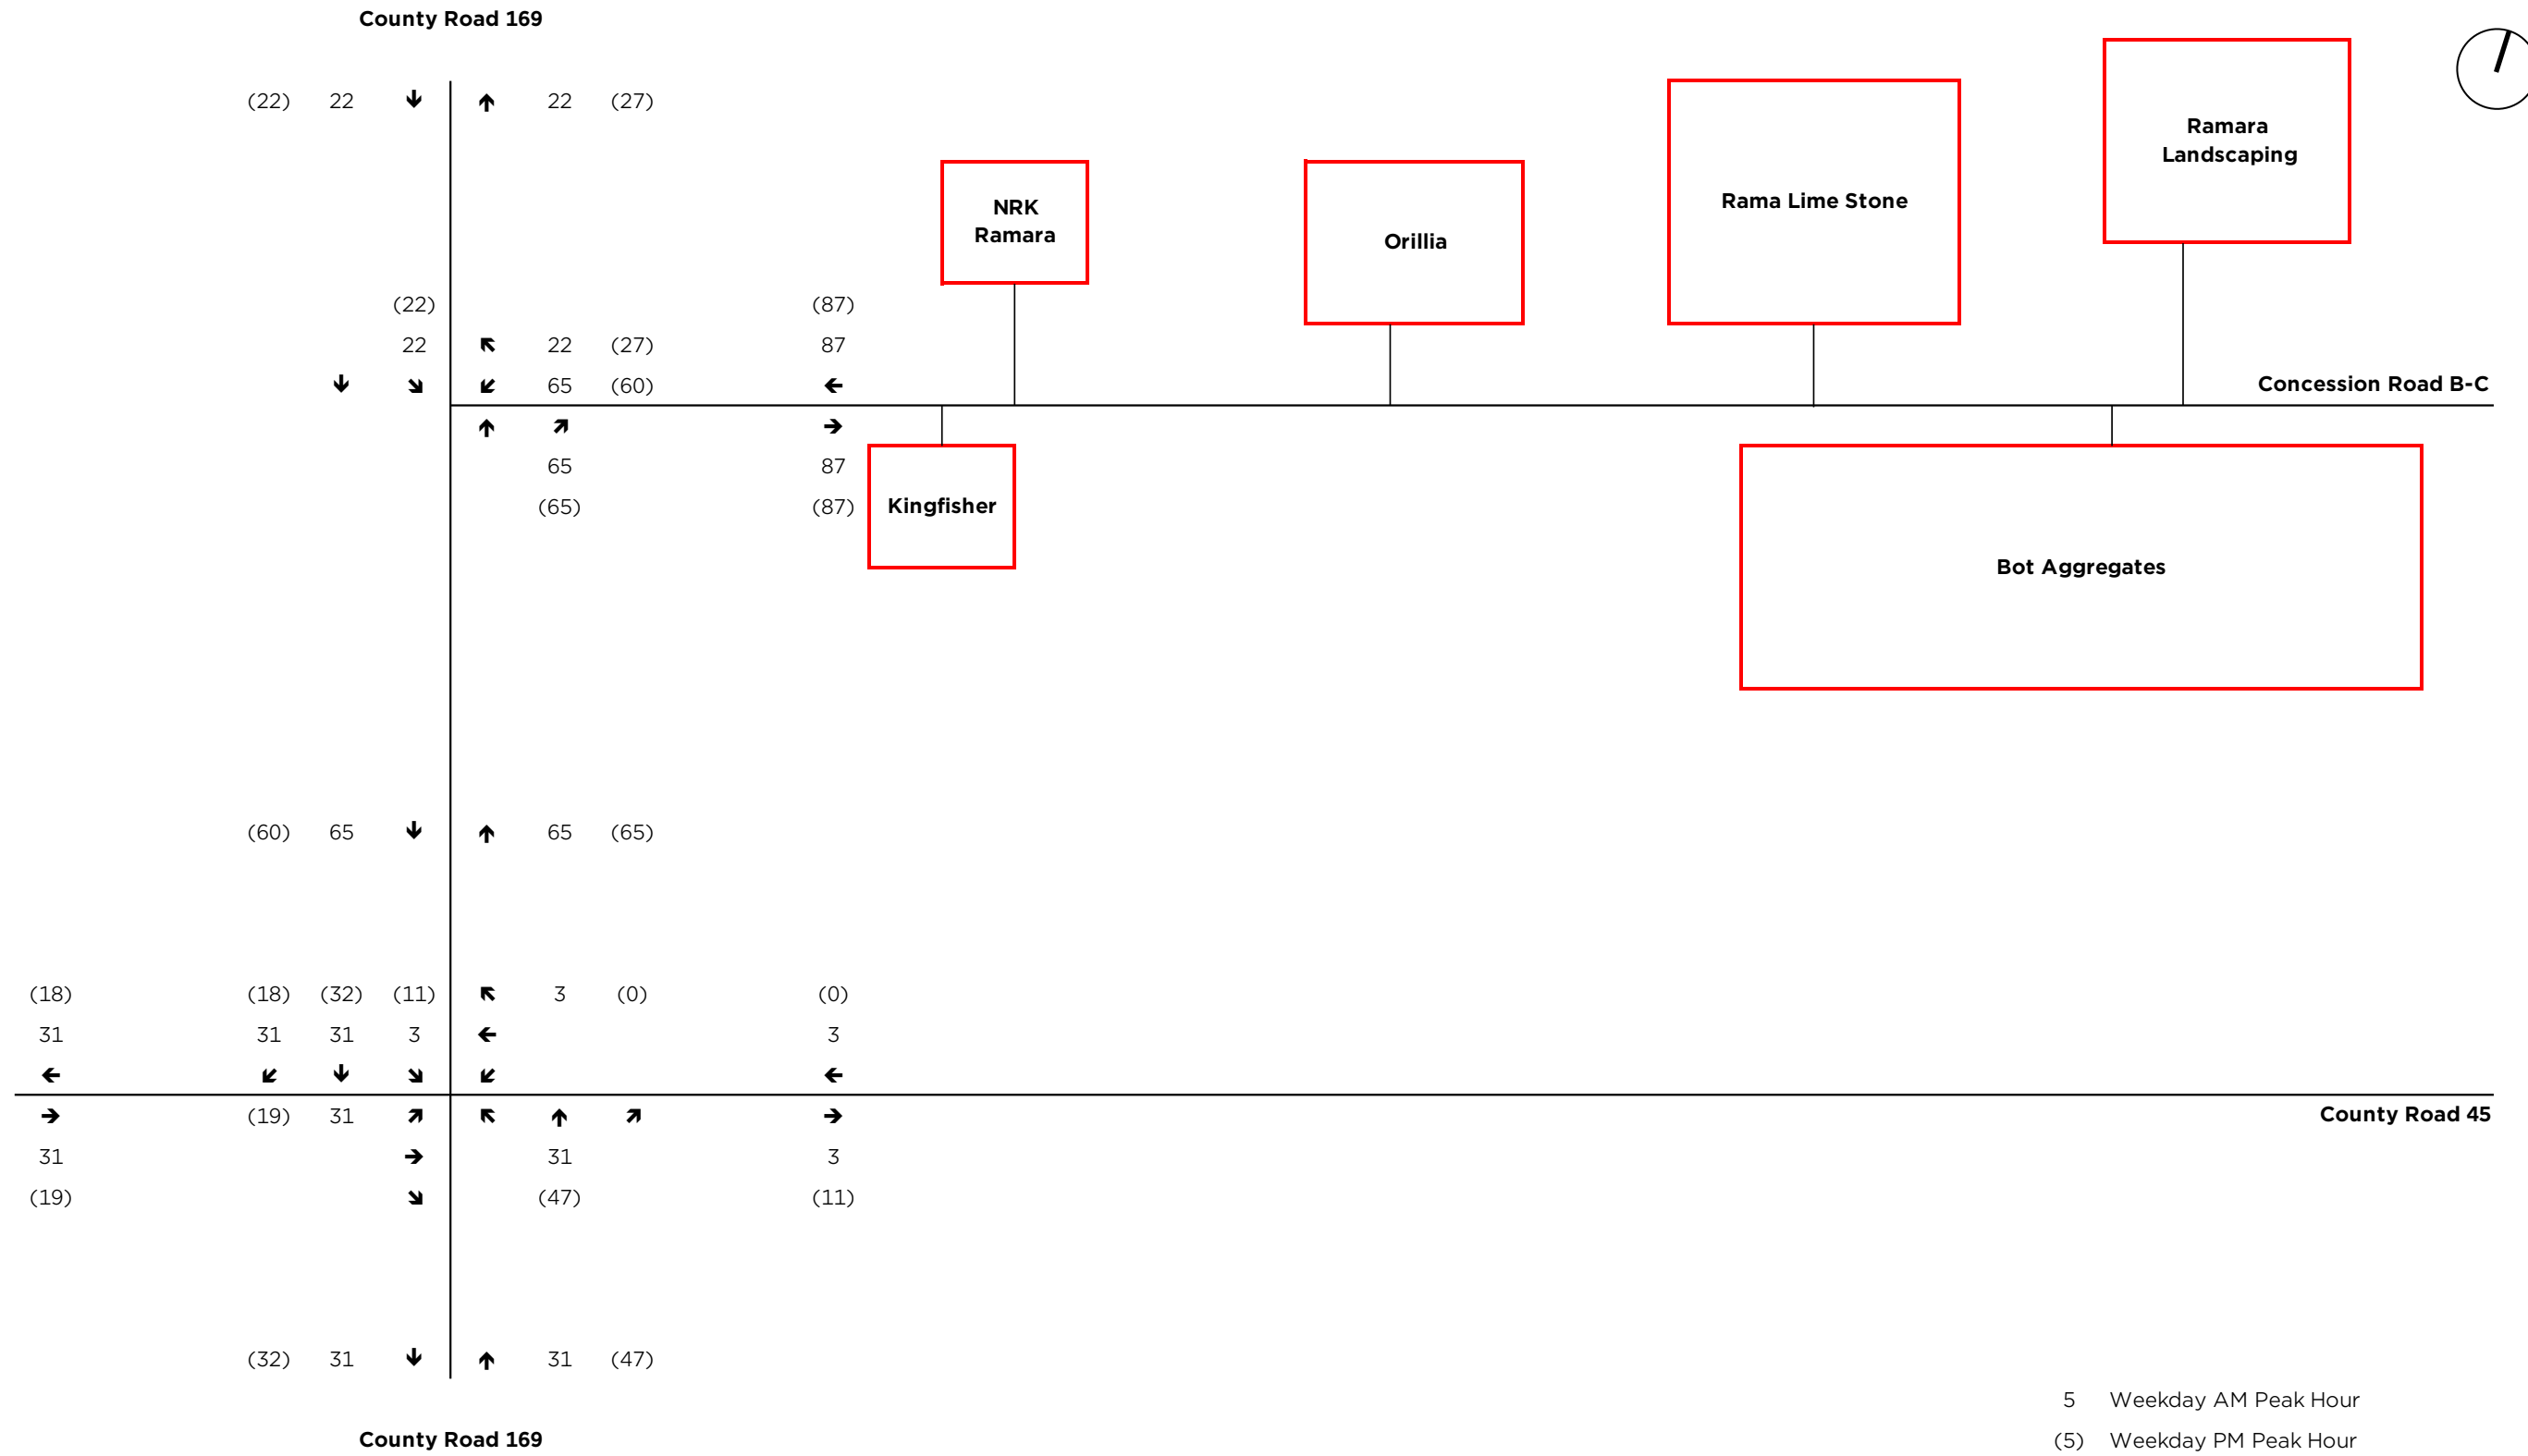 County Road 169
(22) 22 ↓ ↑ 22 (27)
Ramara
Landscaping
NRK
Ramara
Rama Lime Stone
Orillia
(22) (87)
22 ↖ 22 (27) 87
↓ ↘ ↙ 65 (60) ←
Concession Road B-C
↑ ↗ →
65 87
(65) (87)
Kingfisher
Bot Aggregates
(60) 65 ↓ ↑ 65 (65)
(18) (18) (32) (11) ↖ 3 (0) (0)
31 31 31 3 ← 3
← ↙ ↓ ↘ ↙ ←
→ (19) 31 ↗ ↖ ↑ ↗ →
County Road 45
31 → 31 3
(19) ↘ (47) (11)
(32) 31 ↓ ↑ 31 (47)
5 Weekday AM Peak Hour
County Road 169
(5) Weekday PM Peak Hour